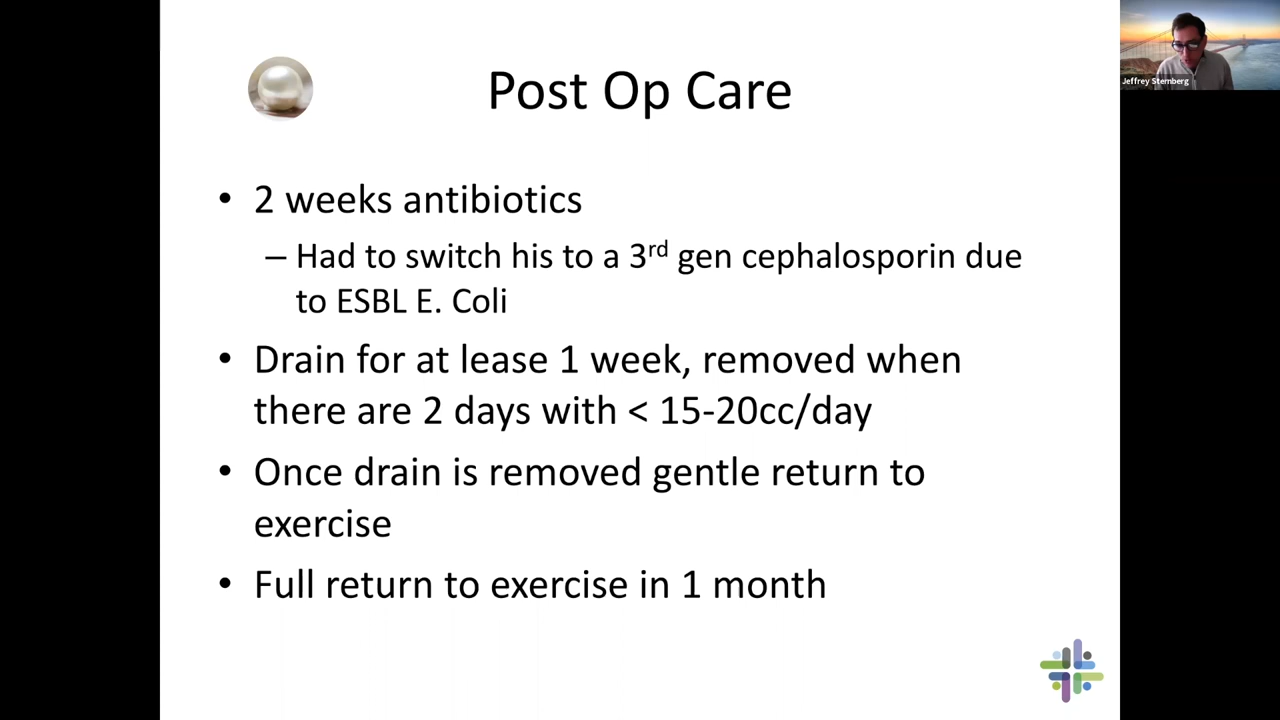 Post Op Care
• 2 weeks antibiotics
– Had to switch his to a 3rd gen cephalosporin due
to ESBL E. Coli
• Drain for at lease 1 week, removed when
there are 2 days with < 15-20cc/day
• Once drain is removed gentle return to
exercise
• Full return to exercise in 1 month
Jeffrey Sternberg